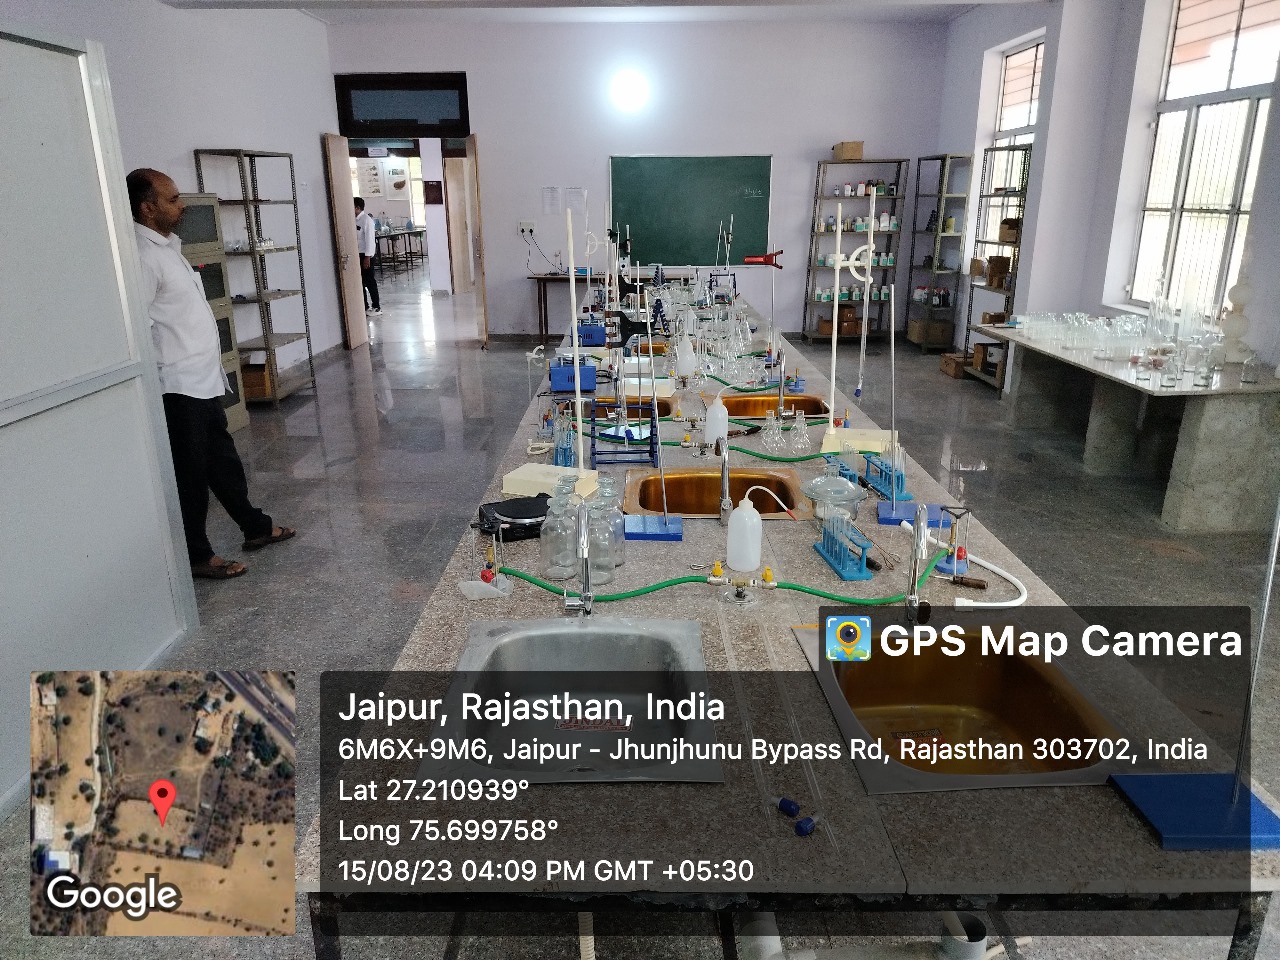 GPS Map Camera
Jaipur, Rajasthan, India
6M6X+9M6, Jaipur - Jhunjhunu Bypass Rd, Rajasthan 303702, India
Lat 27.210939°
Long 75.699758°
15/08/23 04:09 PM GMT +05:30
Google
JINDAL